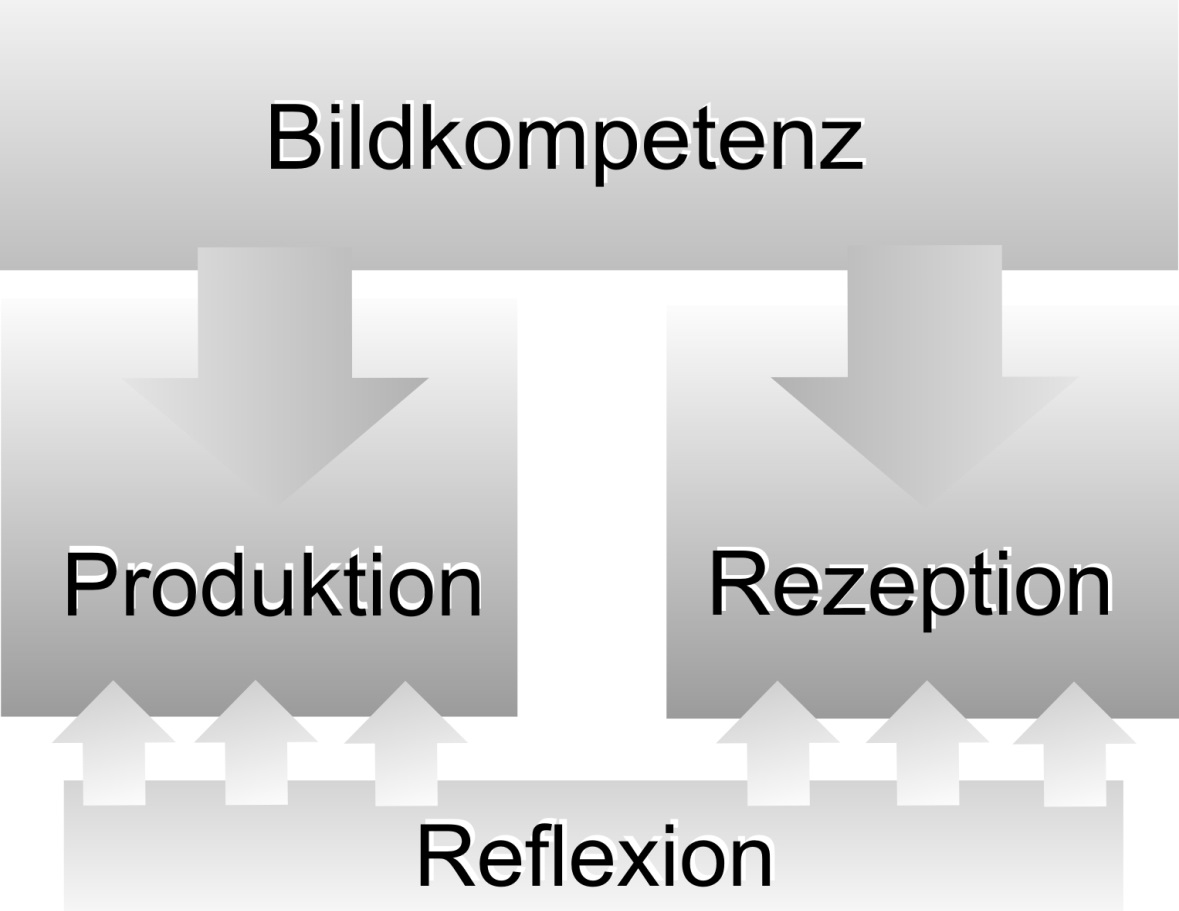 Bildkompetenz
Produktion
Rezeption
Reflexion